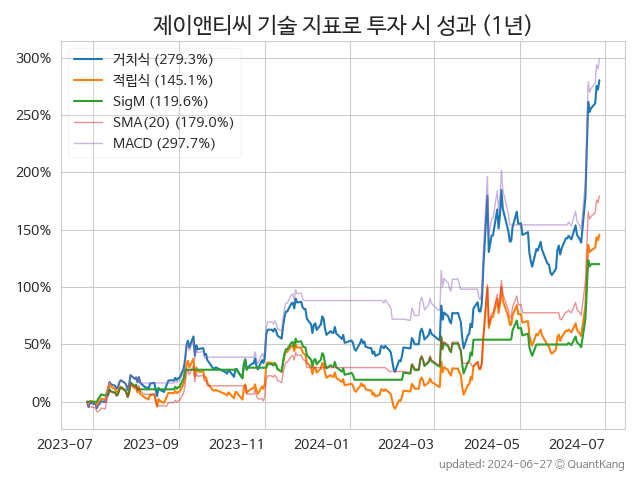 제이앤티씨 기술 지표로 투자 시 성과 (1년)
300%
250%
200%
150%
100%
50%
0%
거치식 (279.3%)
적립식 (145.1%)
SigM (119.6%)
SMA(20) (179.0%)
MACD (297.7%)
2023-07 2023-09 2023-11 2024-01 2024-03 2024-05 2024-07
updated: 2024-06-27 ⓒ QuantKang